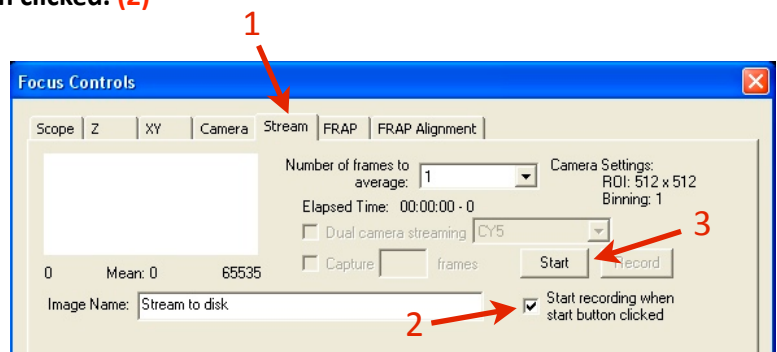 n clicked. (2)
1
Focus Controls
Scope Z XY Camera Stream FRAP FRAP Alignment
Number of frames to average: 1
Camera Settings:
ROI: 512 x 512
Binning: 1
Elapsed Time: 00:00:00 - 0
Dual camera streaming CY5
3
0 Mean: 0 65535
Capture frames Start Record
Image Name: Stream to disk
2
Start recording when
start button clicked